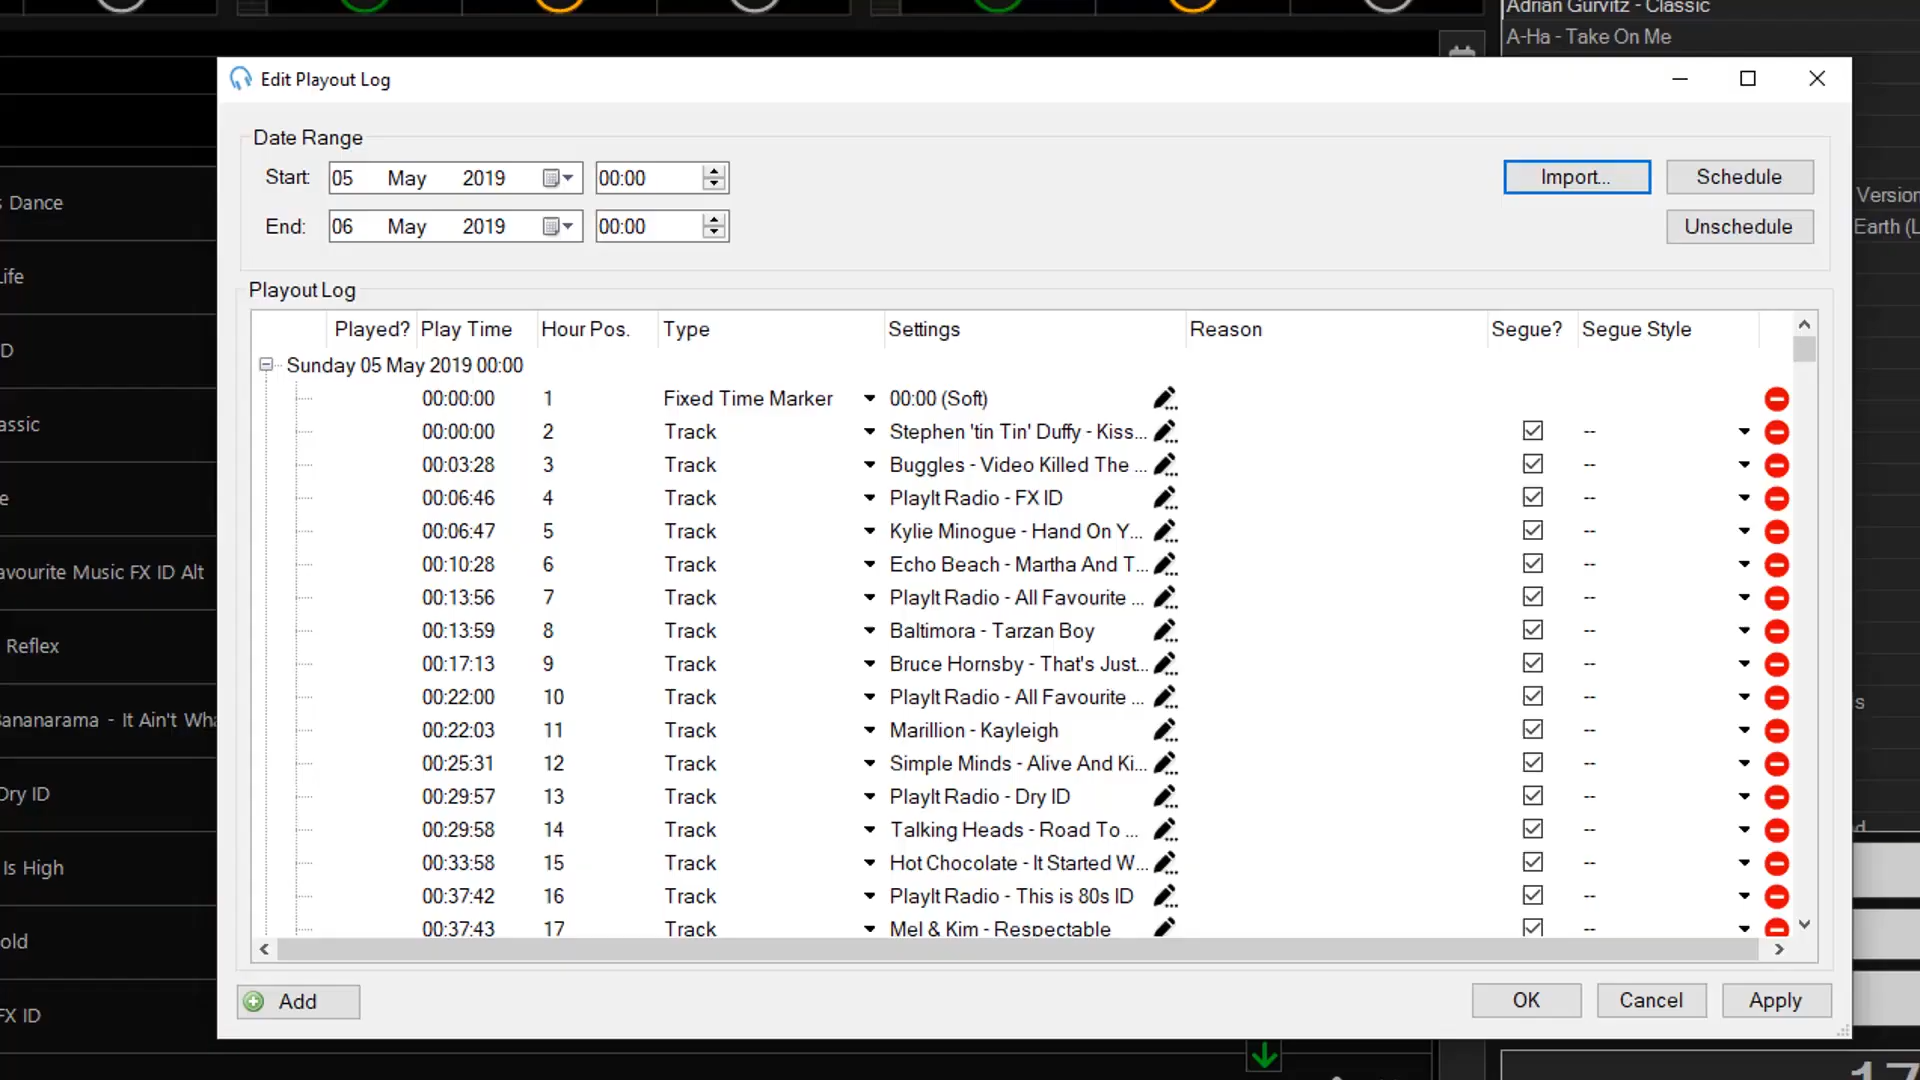 Adrian Gurvitz - Classic
A-Ha - Take On Me
Edit Playout Log
Date Range
Start: 05 May 2019 00:00 Import... Schedule
End: 06 May 2019 00:00 Unschedule
Version
Earth (L
s Dance
Life
D
assic
e
avourite Music FX ID Alt
Reflex
Bananarama - It Ain't Wha
Dry ID
Is High
old
FX ID
Playout Log
Played? Play Time Hour Pos. Type Settings Reason Segue? Segue Style
Sunday 05 May 2019 00:00
00:00:00 1 Fixed Time Marker 00:00 (Soft)
00:00:00 2 Track Stephen 'tin Tin' Duffy - Kiss... --
00:03:28 3 Track Buggles - Video Killed The ... --
00:06:46 4 Track PlayIt Radio - FX ID --
00:06:47 5 Track Kylie Minogue - Hand On Y... --
00:10:28 6 Track Echo Beach - Martha And T... --
00:13:56 7 Track PlayIt Radio - All Favourite ... --
00:13:59 8 Track Baltimora - Tarzan Boy --
00:17:13 9 Track Bruce Hornsby - That's Just... --
00:22:00 10 Track PlayIt Radio - All Favourite ... --
00:22:03 11 Track Marillion - Kayleigh --
00:25:31 12 Track Simple Minds - Alive And Ki... --
00:29:57 13 Track PlayIt Radio - Dry ID --
00:29:58 14 Track Talking Heads - Road To ... --
00:33:58 15 Track Hot Chocolate - It Started W... --
00:37:42 16 Track PlayIt Radio - This is 80s ID --
00:37:43 17 Track Mel & Kim - Respectable --
s
d
Add OK Cancel Apply
17